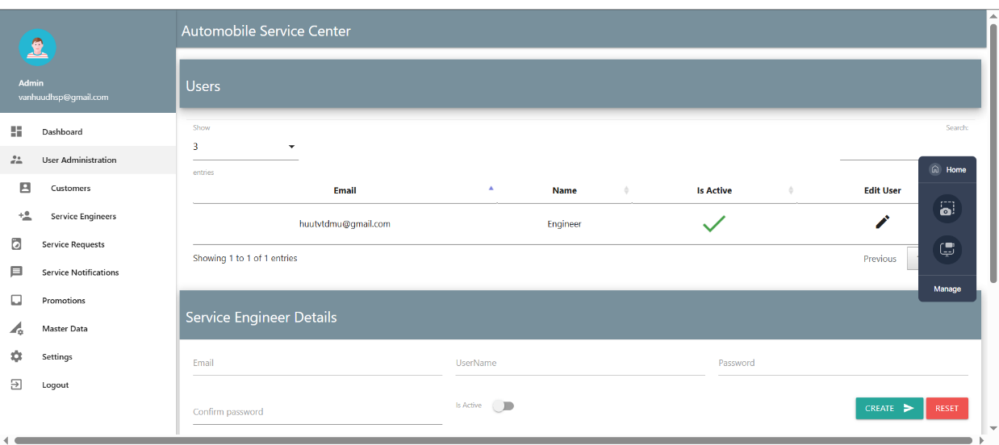 Automobile Service Center
Admin
vanhuudhsp@gmail.com
Dashboard
User Administration
Customers
Service Engineers
Service Requests
Service Notifications
Promotions
Master Data
Settings
Logout
Users
Show
Search:
3
entries
Email Name Is Active Edit User
huutvtdmu@gmail.com Engineer
Showing 1 to 1 of 1 entries
Previous
Home
Manage
Service Engineer Details
Email UserName Password
Confirm password
Is Active
CREATE RESET